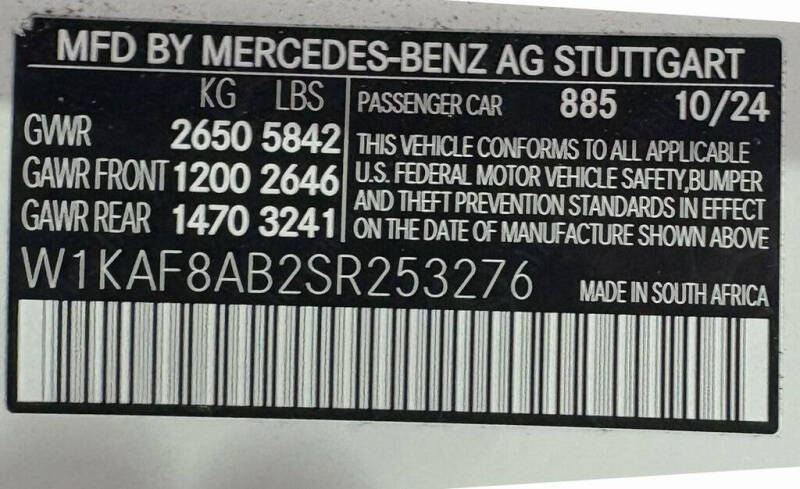 MFD BY MERCEDES-BENZ AG STUTTGART
KG LBS
GVWR 2650 5842
GAWR FRONT 1200 2646
GAWR REAR 1470 3241
PASSENGER CAR 885 10/24
THIS VEHICLE CONFORMS TO ALL APPLICABLE
U.S. FEDERAL MOTOR VEHICLE SAFETY,BUMPER
AND THEFT PREVENTION STANDARDS IN EFFECT
ON THE DATE OF MANUFACTURE SHOWN ABOVE
W1KAF8AB2SR253276
MADE IN SOUTH AFRICA